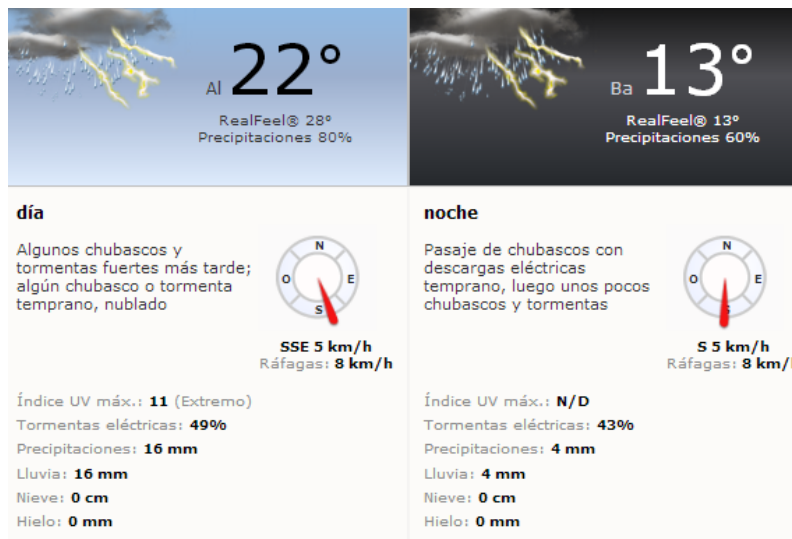 Al 22°
RealFeel® 28°
Precipitaciones 80%
Ba 13°
RealFeel® 13°
Precipitaciones 60%
día
Algunos chubascos y
tormentas fuertes más tarde;
algún chubasco o tormenta
temprano, nublado
N
O E
S
SSE 5 km/h
Ráfagas: 8 km/h
Índice UV máx.: 11 (Extremo)
Tormentas eléctricas: 49%
Precipitaciones: 16 mm
Lluvia: 16 mm
Nieve: 0 cm
Hielo: 0 mm
noche
Pasaje de chubascos con
descargas eléctricas
temprano, luego unos pocos
chubascos y tormentas
N
O E
S
S 5 km/h
Ráfagas: 8 km/
Índice UV máx.: N/D
Tormentas eléctricas: 43%
Precipitaciones: 4 mm
Lluvia: 4 mm
Nieve: 0 cm
Hielo: 0 mm